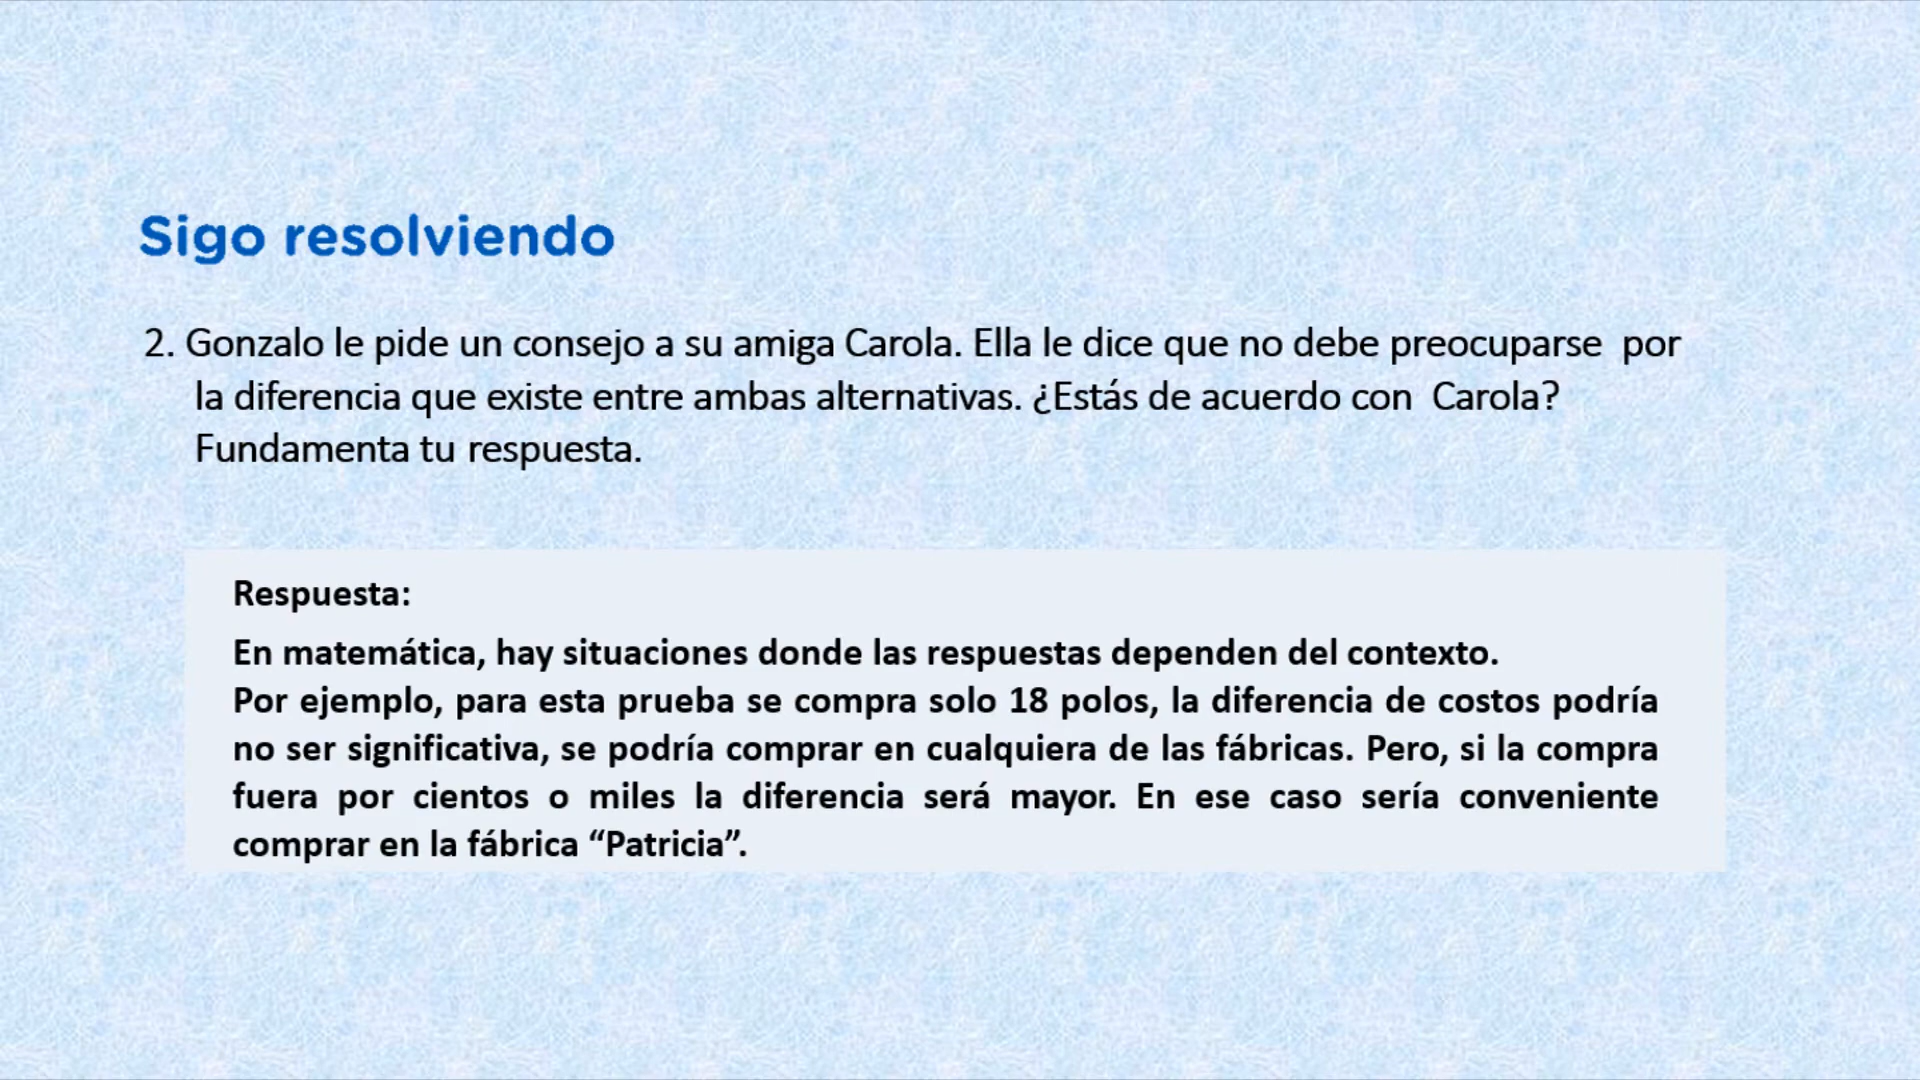 Sigo resolviendo
2. Gonzalo le pide un consejo a su amiga Carola. Ella le dice que no debe preocuparse por
la diferencia que existe entre ambas alternativas. ¿Estás de acuerdo con Carola?
Fundamenta tu respuesta.
Respuesta:
En matemática, hay situaciones donde las respuestas dependen del contexto.
Por ejemplo, para esta prueba se compra solo 18 polos, la diferencia de costos podría
no ser significativa, se podría comprar en cualquiera de las fábricas. Pero, si la compra
fuera por cientos o miles la diferencia será mayor. En ese caso sería conveniente
comprar en la fábrica “Patricia”.